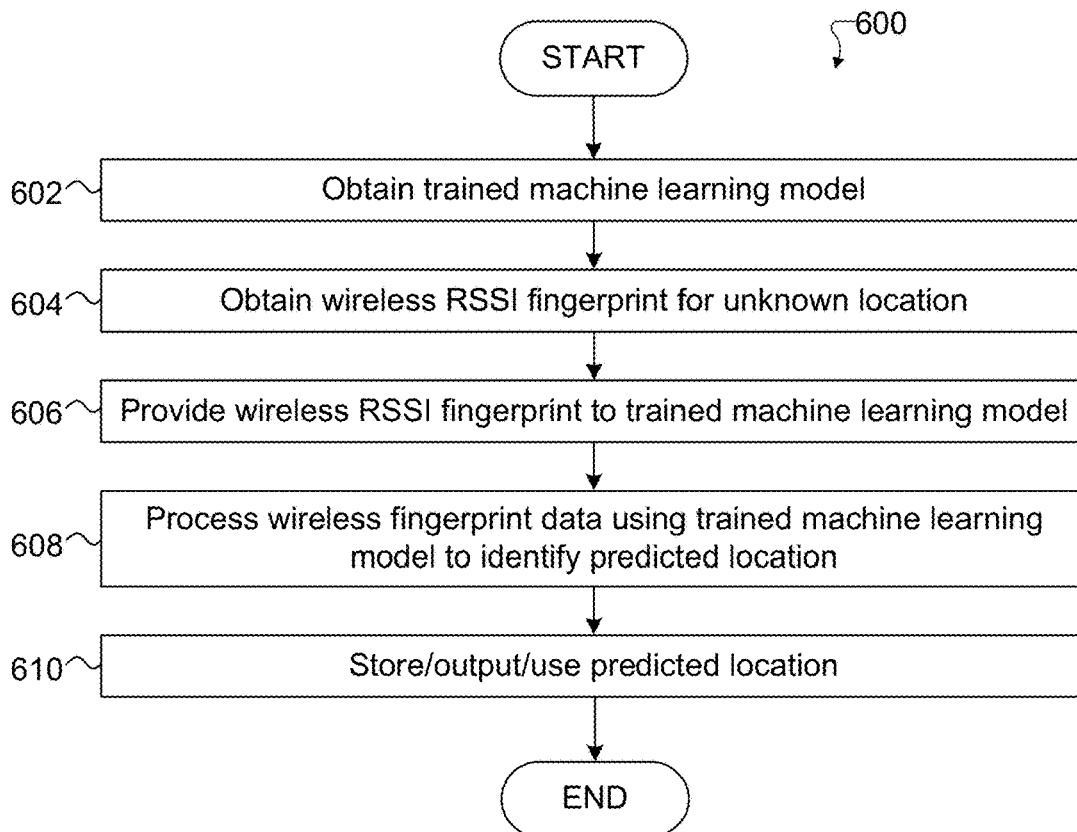 600
START
602
Obtain trained machine learning model
604
Obtain wireless RSSI fingerprint for unknown location
606
Provide wireless RSSI fingerprint to trained machine learning model
608
Process wireless fingerprint data using trained machine learning
model to identify predicted location
610
Store/output/use predicted location
END